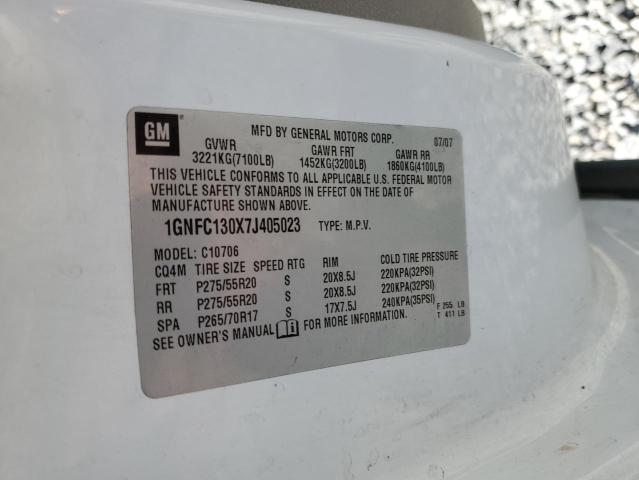 GM
MFD BY GENERAL MOTORS CORP. 07/07
GVWR GAWR FRT GAWR RR
3221KG(7100LB) 1452KG(3200LB) 1860KG(4100LB)
THIS VEHICLE CONFORMS TO ALL APPLICABLE U.S. FEDERAL MOTOR
VEHICLE SAFETY STANDARDS IN EFFECT ON THE DATE OF
MANUFACTURE SHOWN ABOVE.
1GNFC130X7J405023 TYPE: M.P.V.
MODEL: C10706
CQ4M TIRE SIZE SPEED RTG RIM COLD TIRE PRESSURE
FRT P275/55R20 S 20X8.5J 220KPA(32PSI)
RR P275/55R20 S 20X8.5J 220KPA(32PSI)
SPA P265/70R17 S 17X7.5J 240KPA(35PSI) F 255 LB
T 411 LB
SEE OWNER'S MANUAL FOR MORE INFORMATION.